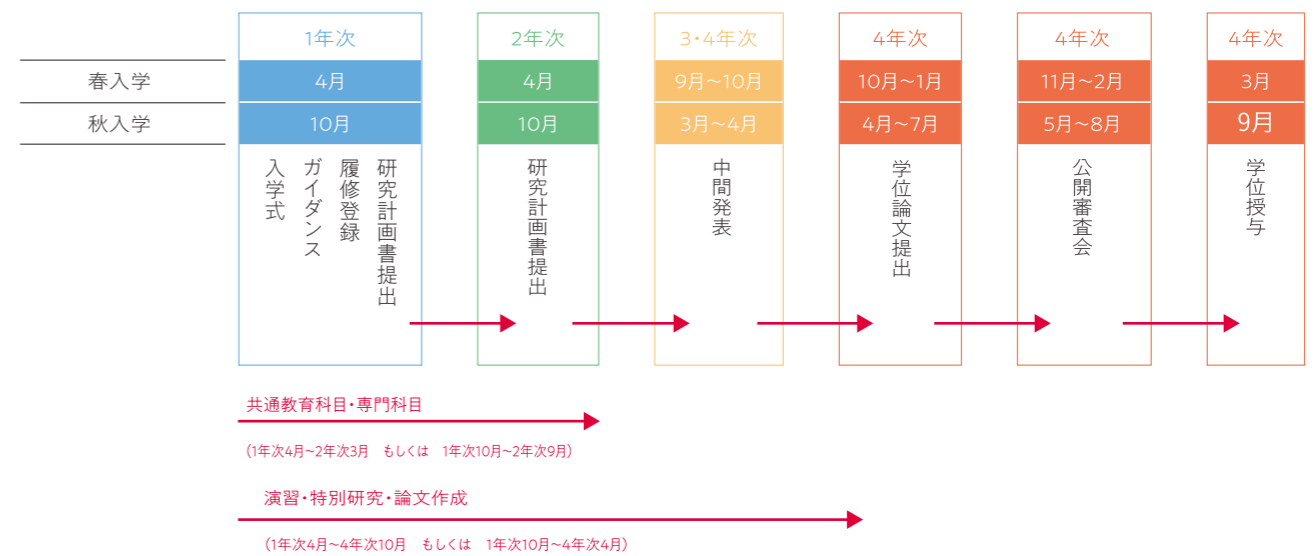 1年次 2年次 3・4年次 4年次 4年次 4年次
春入学 4月 4月 9月~10月 10月~1月 11月~2月 3月
秋入学 10月 10月 3月~4月 4月~7月 5月~8月 9月
入学式
ガイダンス
履修登録
研究計画書提出
研究計画書提出
中間発表
学位論文提出
公開審査会
学位授与
共通教育科目・専門科目
(1年次4月~2年次3月 もしくは 1年次10月~2年次9月)
演習・特別研究・論文作成
(1年次4月~4年次10月 もしくは 1年次10月~4年次4月)